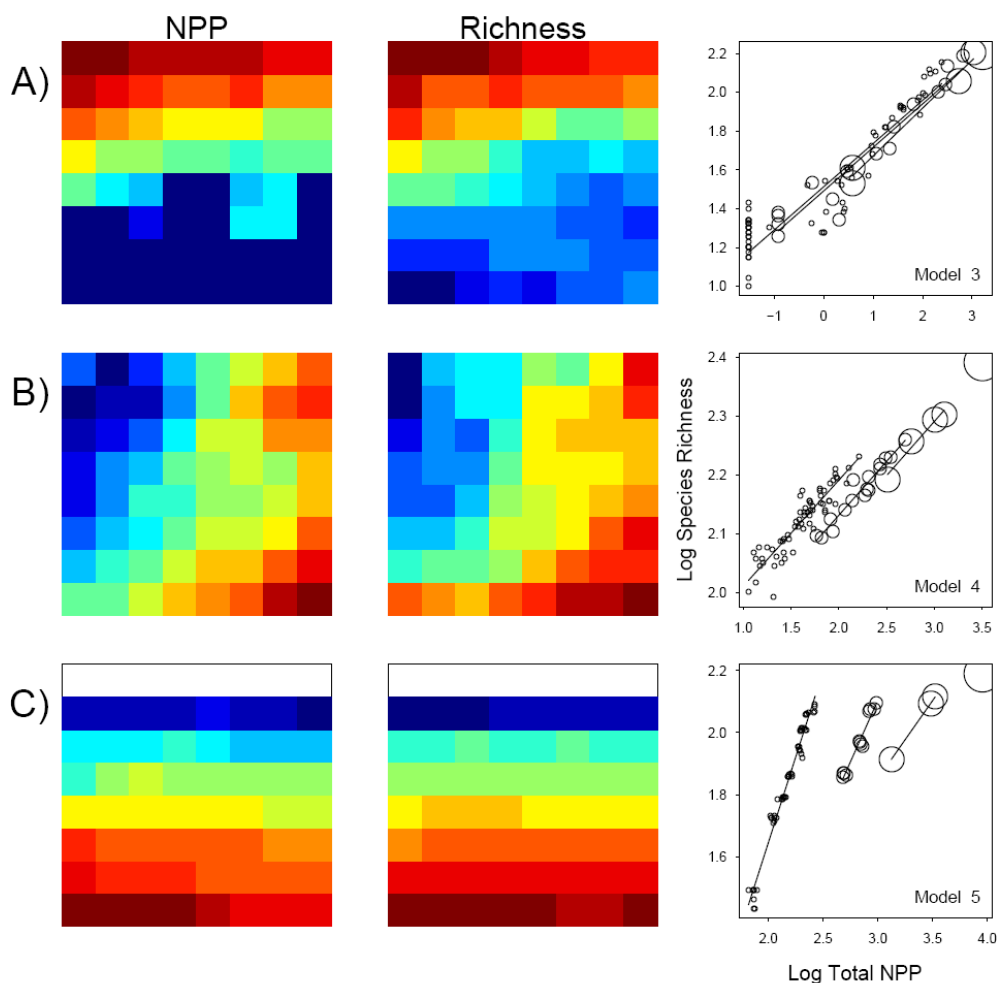 NPP Richness
A)
2.2
2.0
1.8
1.6
1.4
1.2
1.0
Model 3
−1 0 1 2 3
B)
Log Species Richness
2.4
2.3
2.2
2.1
2.0
Model 4
1.0 1.5 2.0 2.5 3.0 3.5
C)
2.2
2.0
1.8
1.6
Model 5
2.0 2.5 3.0 3.5 4.0
Log Total NPP